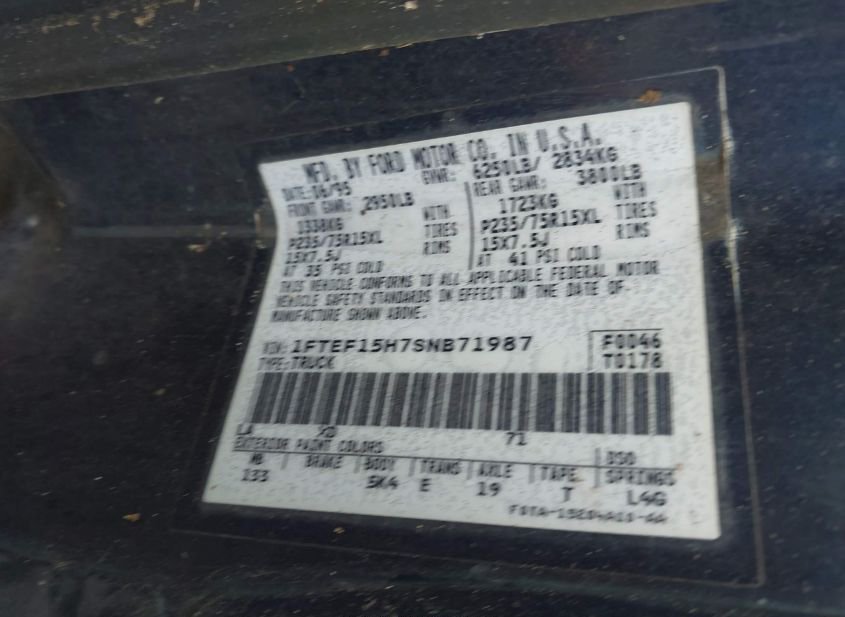 MFD. BY FORD MOTOR CO. IN U.S.A.
DATE: 06/95 GVWR: 6250LB/ 2834KG
FRONT GAWR: 2950LB REAR GAWR: 3800LB
1338KG WITH 1723KG WITH
P235/75R15XL TIRES P235/75R15XL TIRES
15X7.5J RIMS 15X7.5J RIMS
AT 35 PSI COLD AT 41 PSI COLD
THIS VEHICLE CONFORMS TO ALL APPLICABLE FEDERAL MOTOR
VEHICLE SAFETY STANDARDS IN EFFECT ON THE DATE OF
MANUFACTURE SHOWN ABOVE.
VIN: 1FTEF15H7SNB71987 F0046
TYPE: TRUCK T0178
LA 71
EXTERIOR PAINT COLORS DSO
WB BRAKE BODY TRANS AXLE TAPE SPRINGS
133 5K4 E 19 T L4G